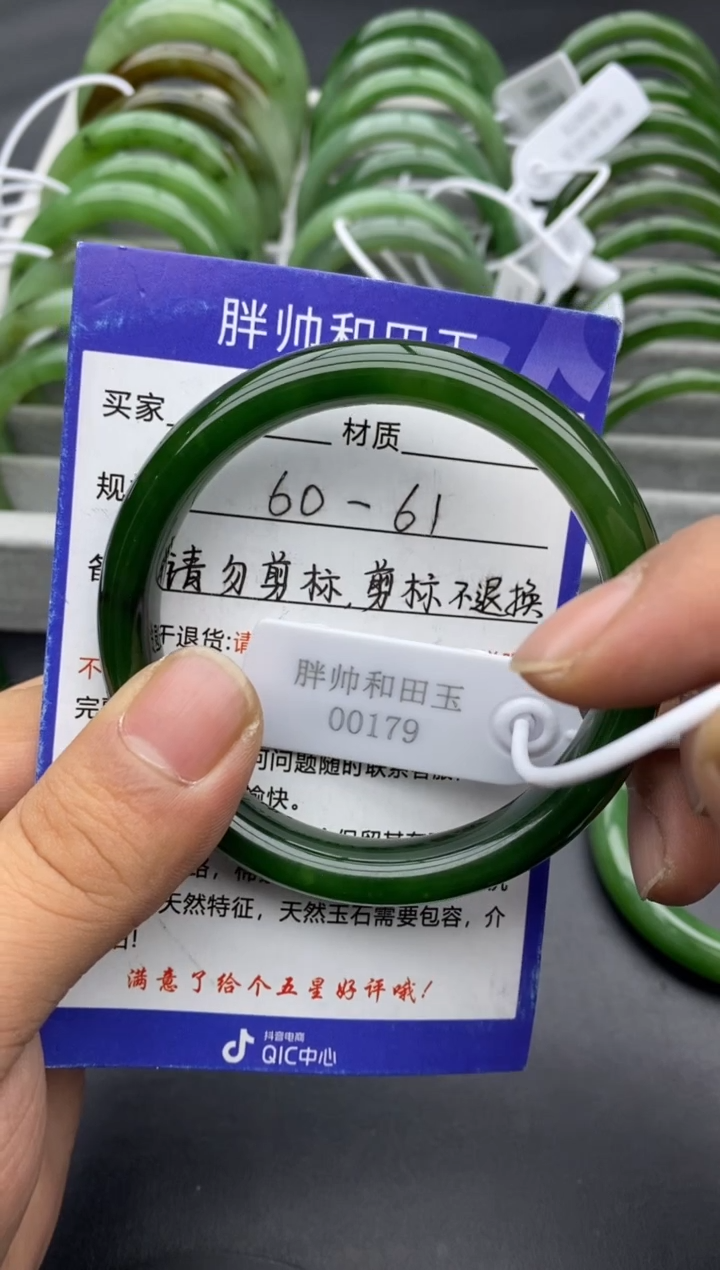 胖帅和田玉
买家
材质
规
60-61
请勿剪标,剪标不退换
于退货:请
不
胖帅和田玉
00179
完
问题随时联系客服
愉快。
天然特征，天然玉石需要包容，介
!
满意了给个五星好评哦！
抖音电商
QIC中心